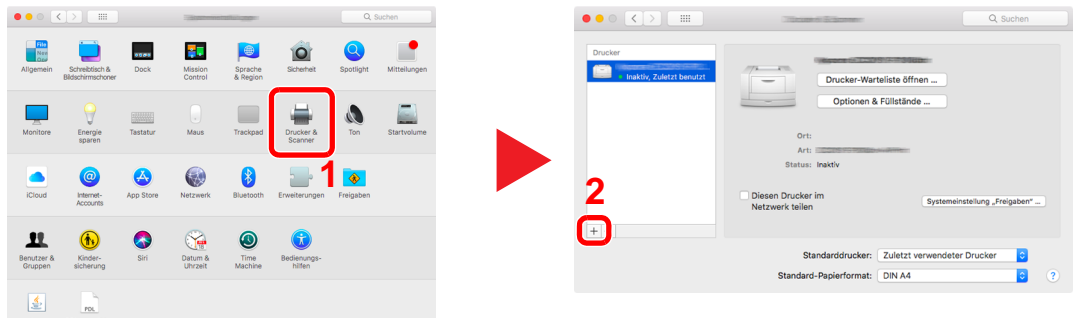 Suchen
Allgemein
Schreibtisch &
Bildschirmschoner
Dock
Mission
Control
Sprache
& Region
Sicherheit
Spotlight
Mitteilungen
Monitore
Energie
sparen
Tastatur
Maus
Trackpad
Drucker &
Scanner
Ton
Startvolume
1
iCloud
Internet-
Accounts
App Store
Netzwerk
Bluetooth
Erweiterungen
Freigaben
Benutzer &
Gruppen
Kinder-
sicherung
Siri
Datum &
Uhrzeit
Time
Machine
Bedienungs-
hilfen
PDL
Suchen
Drucker
Inaktiv, Zuletzt benutzt
Drucker-Warteliste öffnen ...
Optionen & Füllstände ...
Ort:
Art:
Status: Inaktiv
2
Diesen Drucker im
Netzwerk teilen
Systemeinstellung „Freigaben“ ...
+
Standarddrucker: Zuletzt verwendeter Drucker
Standard-Papierformat: DIN A4
?